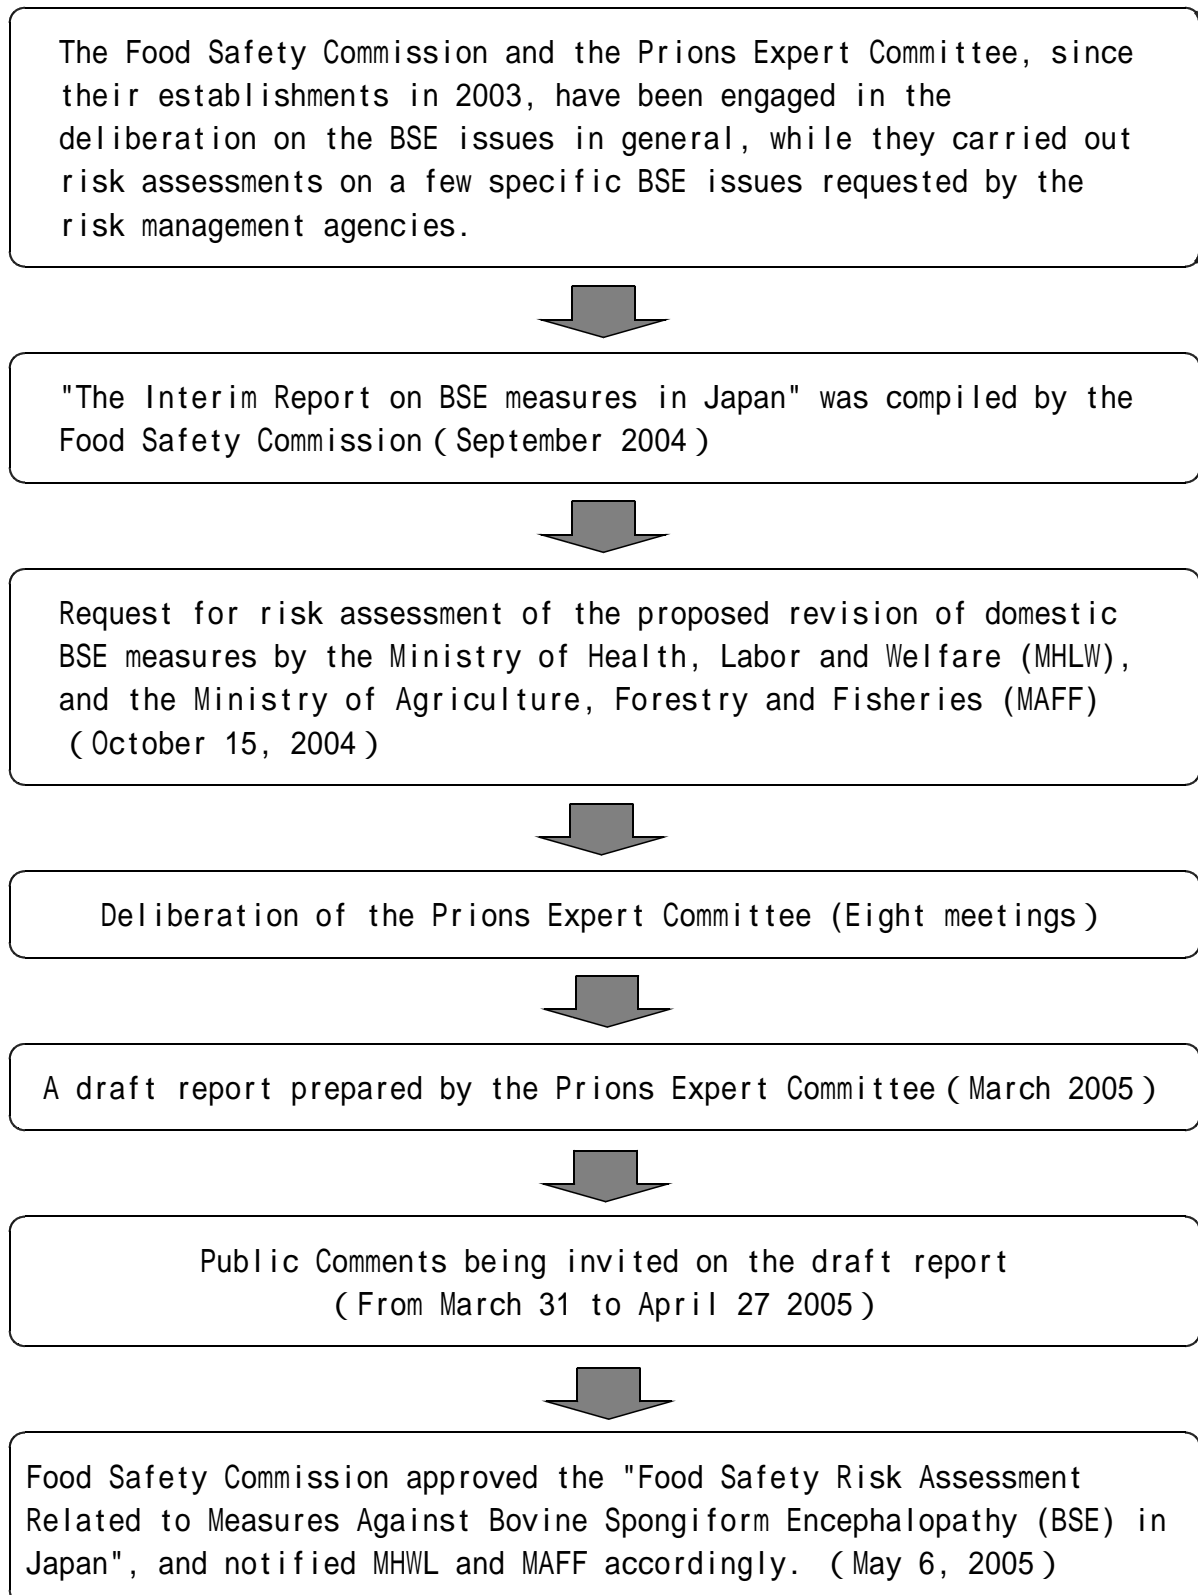 The Food Safety Commission and the Prions Expert Committee, since
their establishments in 2003, have been engaged in the
deliberation on the BSE issues in general, while they carried out
risk assessments on a few specific BSE issues requested by the
risk management agencies.
"The Interim Report on BSE measures in Japan" was compiled by the
Food Safety Commission (September 2004)
Request for risk assessment of the proposed revision of domestic
BSE measures by the Ministry of Health, Labor and Welfare (MHLW),
and the Ministry of Agriculture, Forestry and Fisheries (MAFF)
(October 15, 2004)
Deliberation of the Prions Expert Committee (Eight meetings)
A draft report prepared by the Prions Expert Committee (March 2005)
Public Comments being invited on the draft report
(From March 31 to April 27 2005)
Food Safety Commission approved the "Food Safety Risk Assessment
Related to Measures Against Bovine Spongiform Encephalopathy (BSE) in
Japan", and notified MHWL and MAFF accordingly. (May 6, 2005)